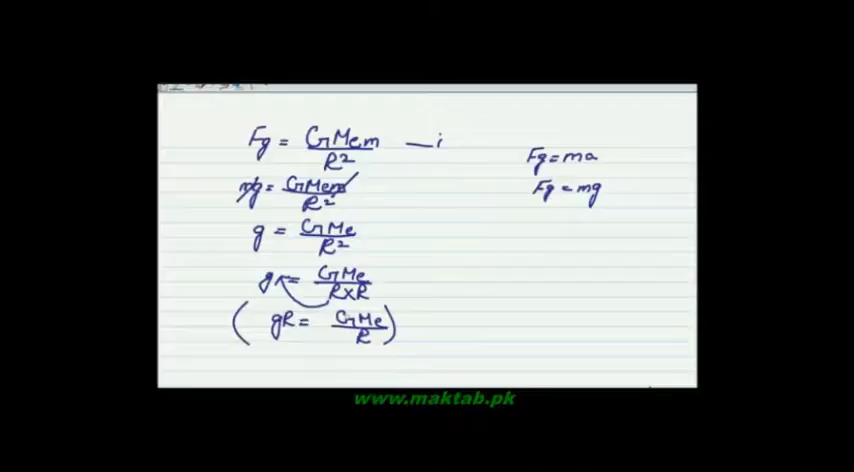 Fg = GMem/R² — i
mg = GMem/R²
g = GMe/R²
g = GMe/R×R
( gR = GMe/R )
Fg = ma
Fg = mg
www.maktab.pk